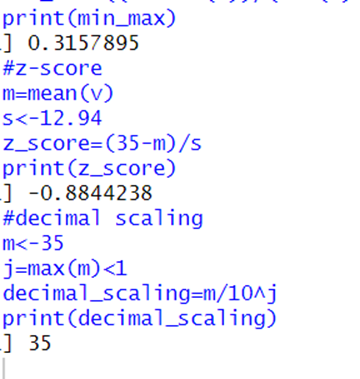 print(min_max)
] 0.3157895
#z-score
m=mean(v)
s<-12.94
z_score=(35-m)/s
print(z_score)
] -0.8844238
#decimal scaling
m<-35
j=max(m)<1
decimal_scaling=m/10^j
print(decimal_scaling)
] 35